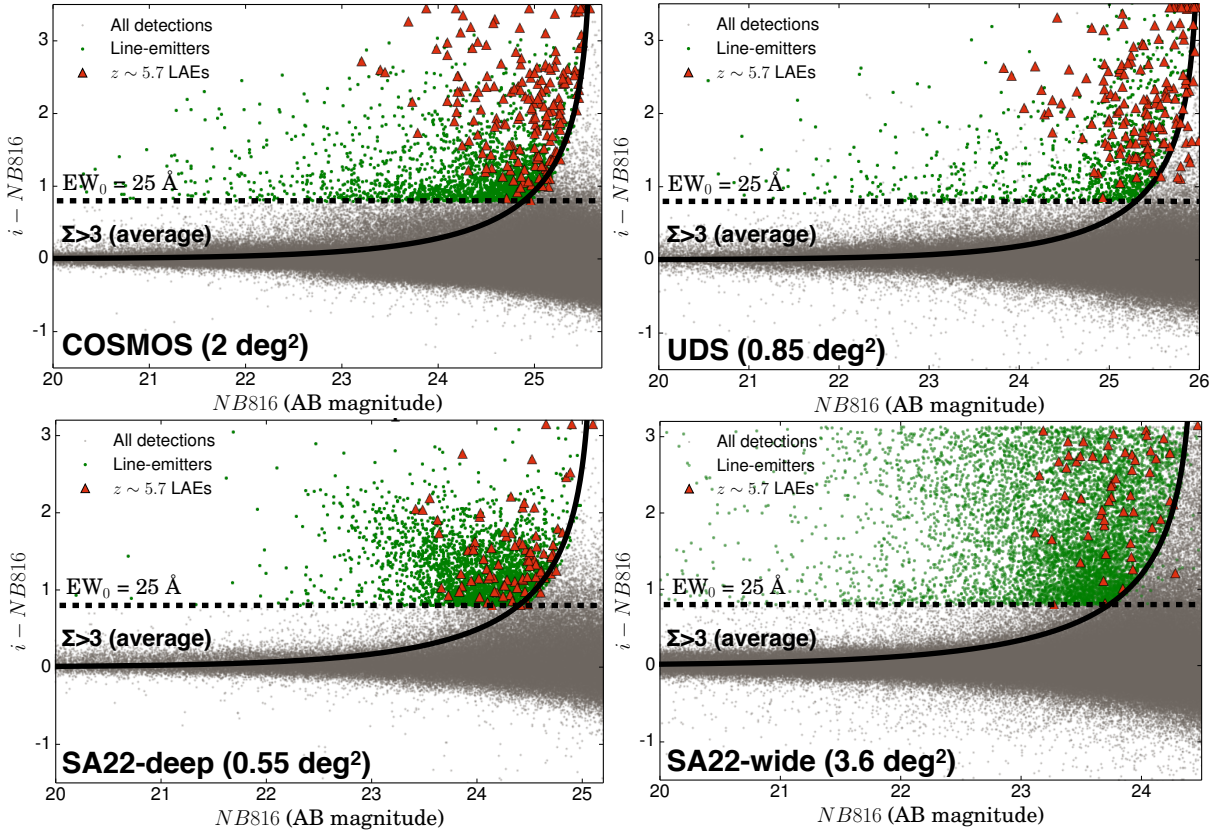 All detections
Line-emitters
z ∼ 5.7 LAEs
EW₀ = 25 Å
Σ>3 (average)
COSMOS (2 deg²)
i − NB816
3
2
1
0
-1
20 21 22 23 24 25
NB816 (AB magnitude)
All detections
Line-emitters
z ∼ 5.7 LAEs
EW₀ = 25 Å
Σ>3 (average)
UDS (0.85 deg²)
i − NB816
3
2
1
0
-1
20 21 22 23 24 25 26
NB816 (AB magnitude)
All detections
Line-emitters
z ∼ 5.7 LAEs
EW₀ = 25 Å
Σ>3 (average)
SA22-deep (0.55 deg²)
i − NB816
3
2
1
0
-1
20 21 22 23 24 25
NB816 (AB magnitude)
All detections
Line-emitters
z ∼ 5.7 LAEs
EW₀ = 25 Å
Σ>3 (average)
SA22-wide (3.6 deg²)
i − NB816
3
2
1
0
-1
20 21 22 23 24
NB816 (AB magnitude)